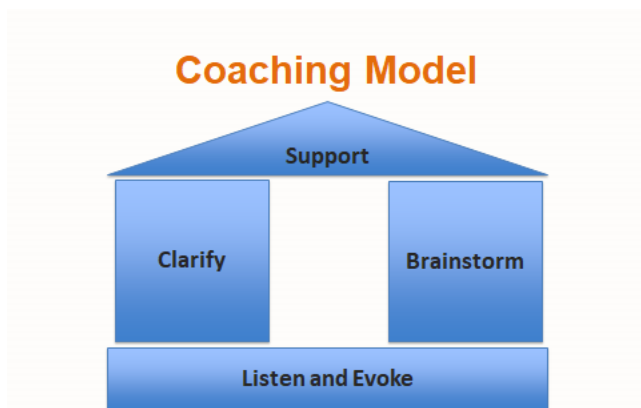 Coaching Model
Support
Clarify
Brainstorm
Listen and Evoke